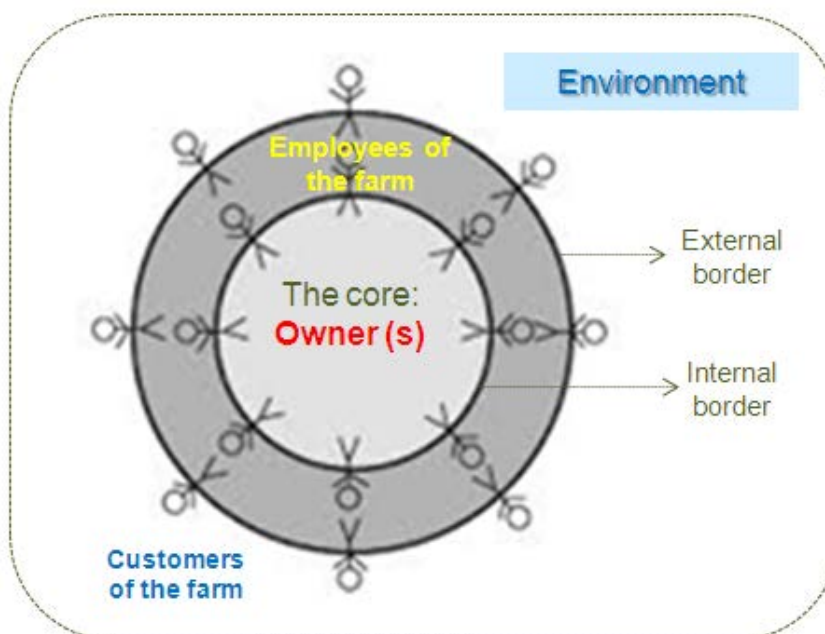 Environment
Employees of
the farm
External
border
The core:
Owner (s)
Internal
border
Customers
of the farm